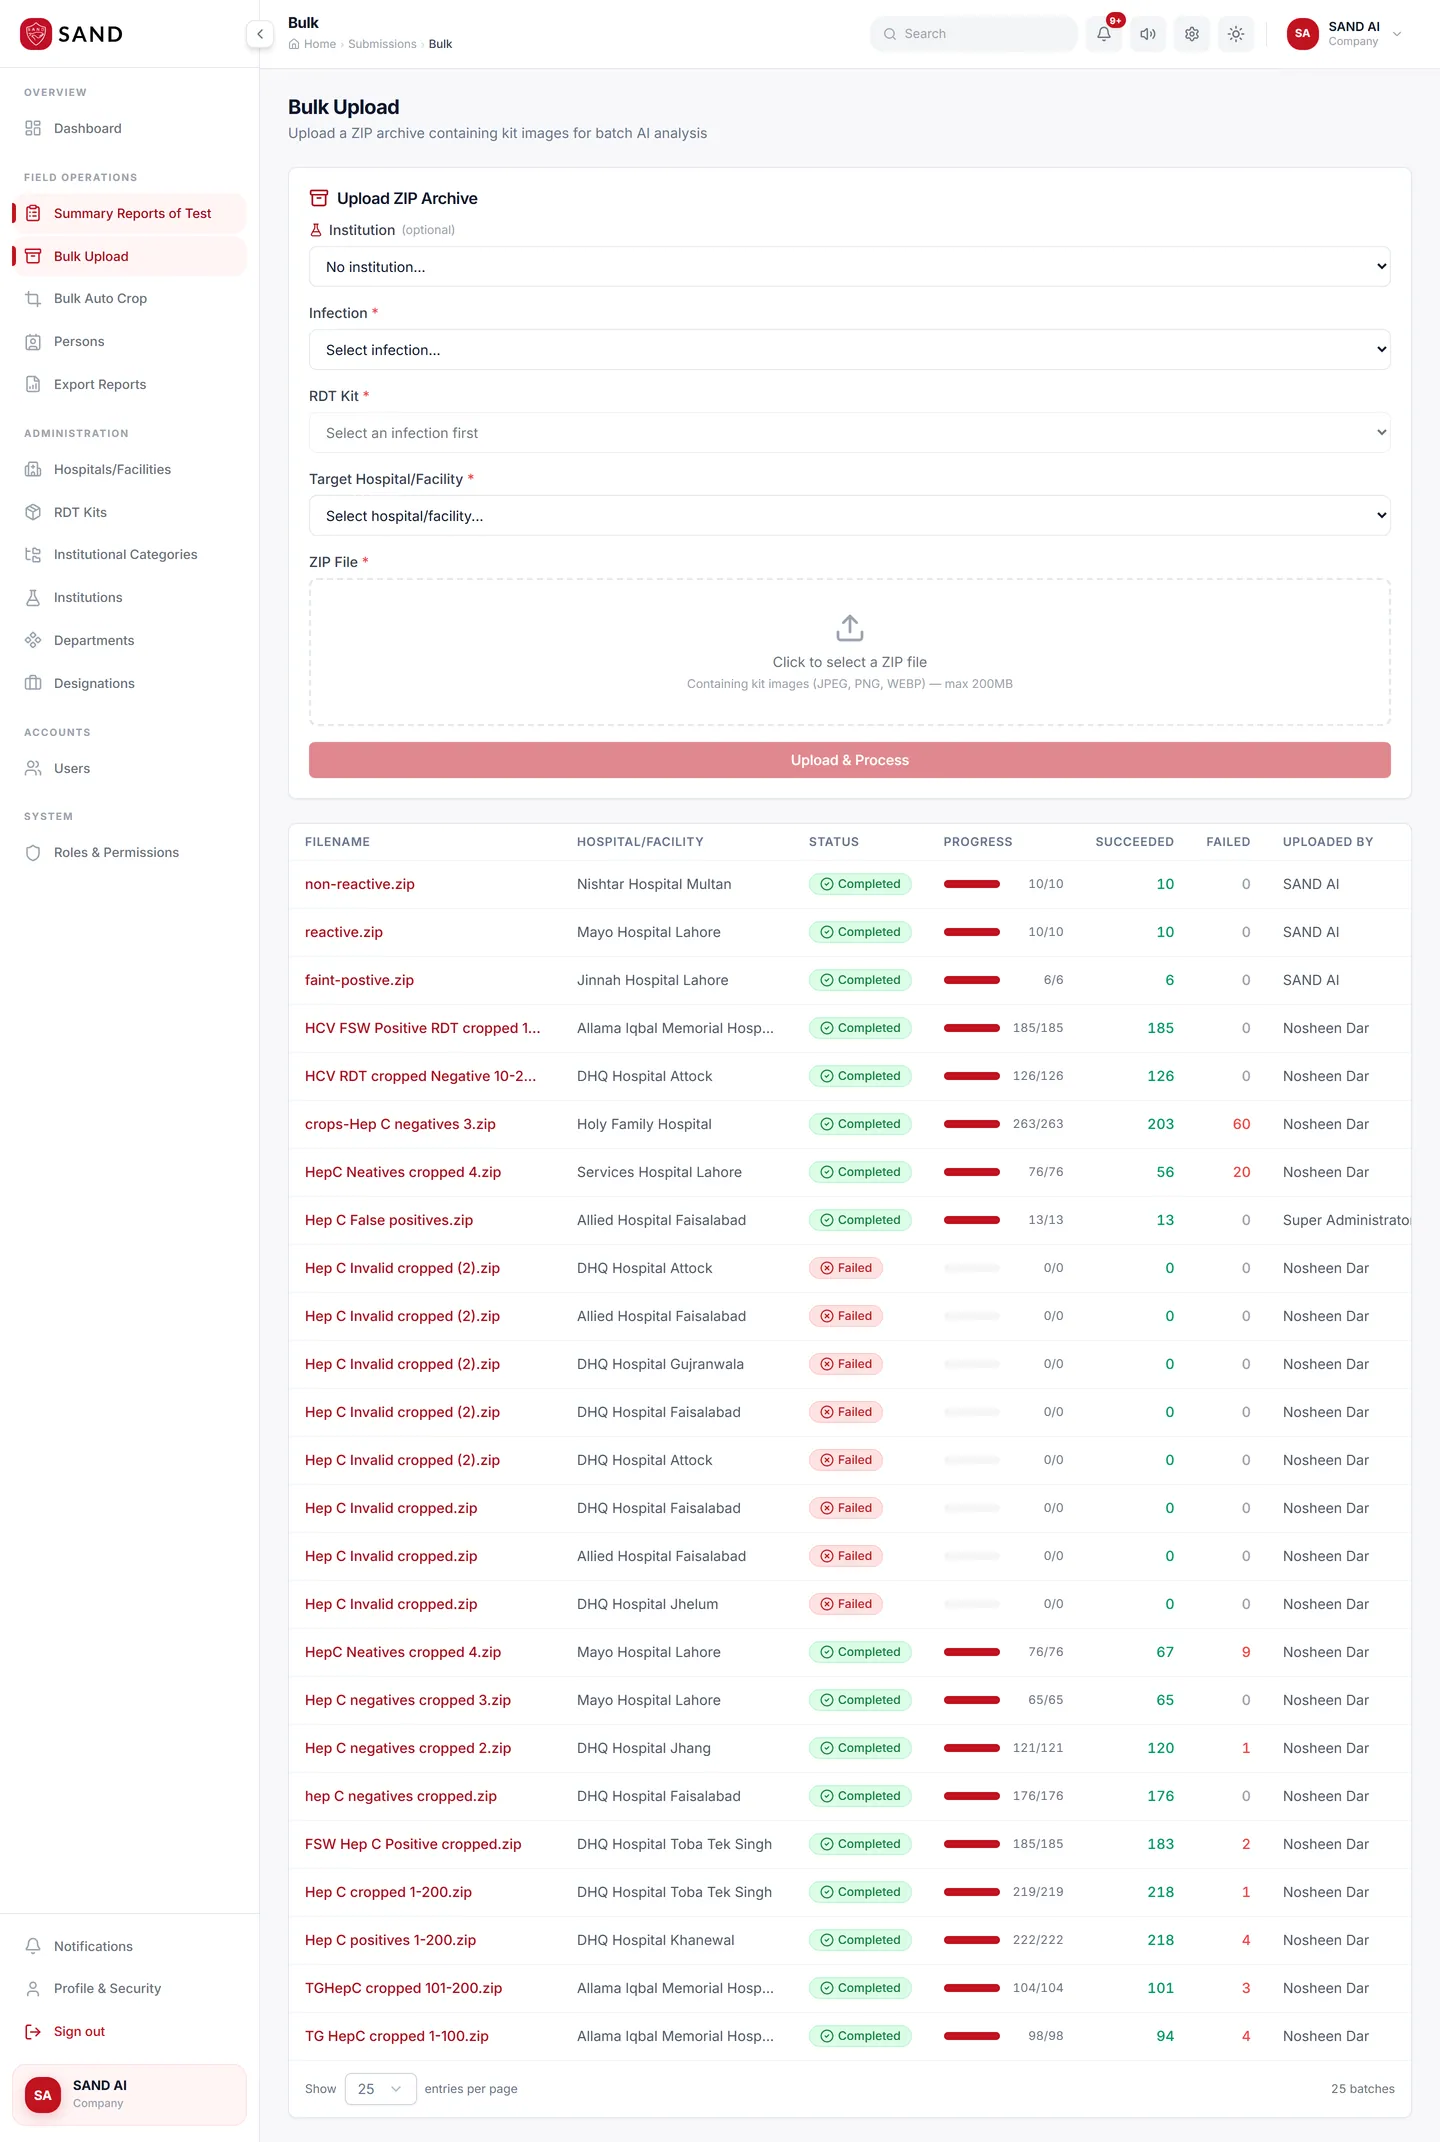 SAND
OVERVIEW
Dashboard
FIELD OPERATIONS
Summary Reports of Test
Bulk Upload
Bulk Auto Crop
Persons
Export Reports
ADMINISTRATION
Hospitals/Facilities
RDT Kits
Institutional Categories
Institutions
Departments
Designations
ACCOUNTS
Users
SYSTEM
Roles & Permissions
Notifications
Profile & Security
Sign out
SA SAND AI
Company
Bulk
Home › Submissions › Bulk
Search
9+
SA SAND AI
Company
Bulk Upload
Upload a ZIP archive containing kit images for batch AI analysis
Upload ZIP Archive
Institution (optional)
No institution...
Infection *
Select infection...
RDT Kit *
Select an infection first
Target Hospital/Facility *
Select hospital/facility...
ZIP File *
Click to select a ZIP file
Containing kit images (JPEG, PNG, WEBP) — max 200MB
Upload & Process
FILENAME HOSPITAL/FACILITY STATUS PROGRESS SUCCEEDED FAILED UPLOADED BY
non-reactive.zip Nishtar Hospital Multan Completed 10/10 10 0 SAND AI
reactive.zip Mayo Hospital Lahore Completed 10/10 10 0 SAND AI
faint-postive.zip Jinnah Hospital Lahore Completed 6/6 6 0 SAND AI
HCV FSW Positive RDT cropped 1... Allama Iqbal Memorial Hosp... Completed 185/185 185 0 Nosheen Dar
HCV RDT cropped Negative 10-2... DHQ Hospital Attock Completed 126/126 126 0 Nosheen Dar
crops-Hep C negatives 3.zip Holy Family Hospital Completed 263/263 203 60 Nosheen Dar
HepC Neatives cropped 4.zip Services Hospital Lahore Completed 76/76 56 20 Nosheen Dar
Hep C False positives.zip Allied Hospital Faisalabad Completed 13/13 13 0 Super Administrator
Hep C Invalid cropped (2).zip DHQ Hospital Attock Failed 0/0 0 0 Nosheen Dar
Hep C Invalid cropped (2).zip Allied Hospital Faisalabad Failed 0/0 0 0 Nosheen Dar
Hep C Invalid cropped (2).zip DHQ Hospital Gujranwala Failed 0/0 0 0 Nosheen Dar
Hep C Invalid cropped (2).zip DHQ Hospital Faisalabad Failed 0/0 0 0 Nosheen Dar
Hep C Invalid cropped (2).zip DHQ Hospital Attock Failed 0/0 0 0 Nosheen Dar
Hep C Invalid cropped.zip DHQ Hospital Faisalabad Failed 0/0 0 0 Nosheen Dar
Hep C Invalid cropped.zip Allied Hospital Faisalabad Failed 0/0 0 0 Nosheen Dar
Hep C Invalid cropped.zip DHQ Hospital Jhelum Failed 0/0 0 0 Nosheen Dar
HepC Neatives cropped 4.zip Mayo Hospital Lahore Completed 76/76 67 9 Nosheen Dar
Hep C negatives cropped 3.zip Mayo Hospital Lahore Completed 65/65 65 0 Nosheen Dar
Hep C negatives cropped 2.zip DHQ Hospital Jhang Completed 121/121 120 1 Nosheen Dar
hep C negatives cropped.zip DHQ Hospital Faisalabad Completed 176/176 176 0 Nosheen Dar
FSW Hep C Positive cropped.zip DHQ Hospital Toba Tek Singh Completed 185/185 183 2 Nosheen Dar
Hep C cropped 1-200.zip DHQ Hospital Toba Tek Singh Completed 219/219 218 1 Nosheen Dar
Hep C positives 1-200.zip DHQ Hospital Khanewal Completed 222/222 218 4 Nosheen Dar
TGHepC cropped 101-200.zip Allama Iqbal Memorial Hosp... Completed 104/104 101 3 Nosheen Dar
TG HepC cropped 1-100.zip Allama Iqbal Memorial Hosp... Completed 98/98 94 4 Nosheen Dar
Show 25 entries per page 25 batches